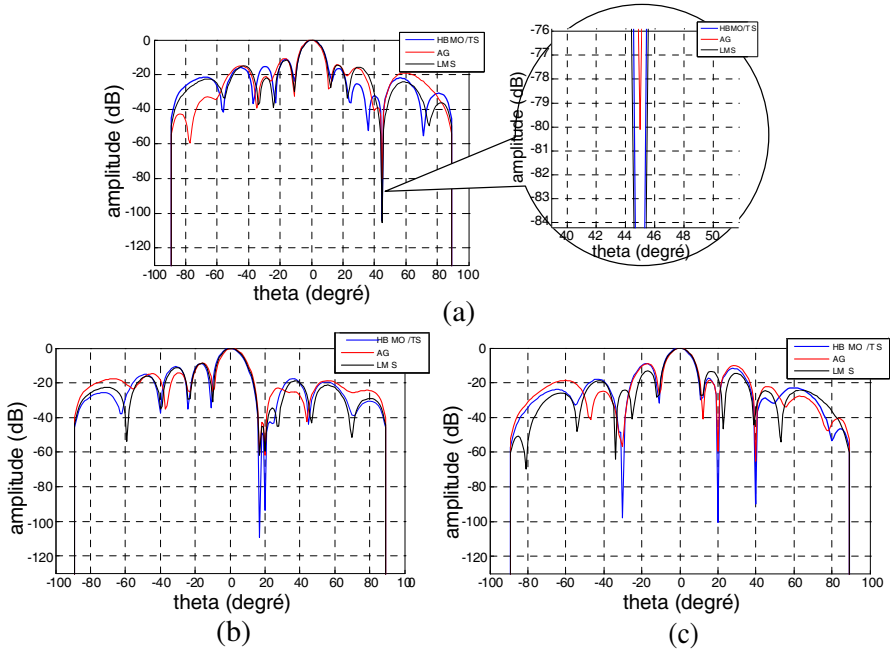 HBMO/TS
AG
LMS
0
-20
-40
-60
-80
-100
-120
amplitude (dB)
-100 -80 -60 -40 -20 0 20 40 60 80 100
theta (degré)
HBMO/TS
AG
LMS
-76
-77
-78
-79
-80
-81
-82
-83
-84
amplitude (dB)
40 42 44 46 48 50
theta (degré)
(a)
HB MO /TS
AG
LM S
0
-20
-40
-60
-80
-100
-120
amplitude (dB)
-100 -80 -60 -40 -20 0 20 40 60 80 100
theta (degré)
(b)
HB MO /TS
AG
LM S
0
-20
-40
-60
-80
-100
-120
amplitude (dB)
-100 -80 -60 -40 -20 0 20 40 60 80 100
theta (degré)
(c)